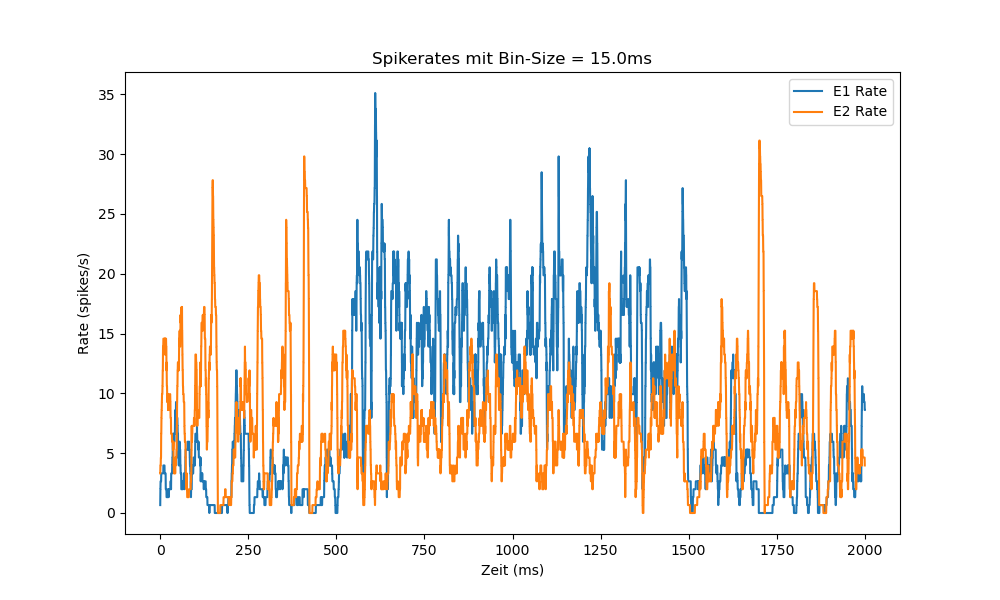 Spikerates mit Bin-Size = 15.0ms
E1 Rate
E2 Rate
Rate (spikes/s)
35
30
25
20
15
10
5
0
0 250 500 750 1000 1250 1500 1750 2000
Zeit (ms)